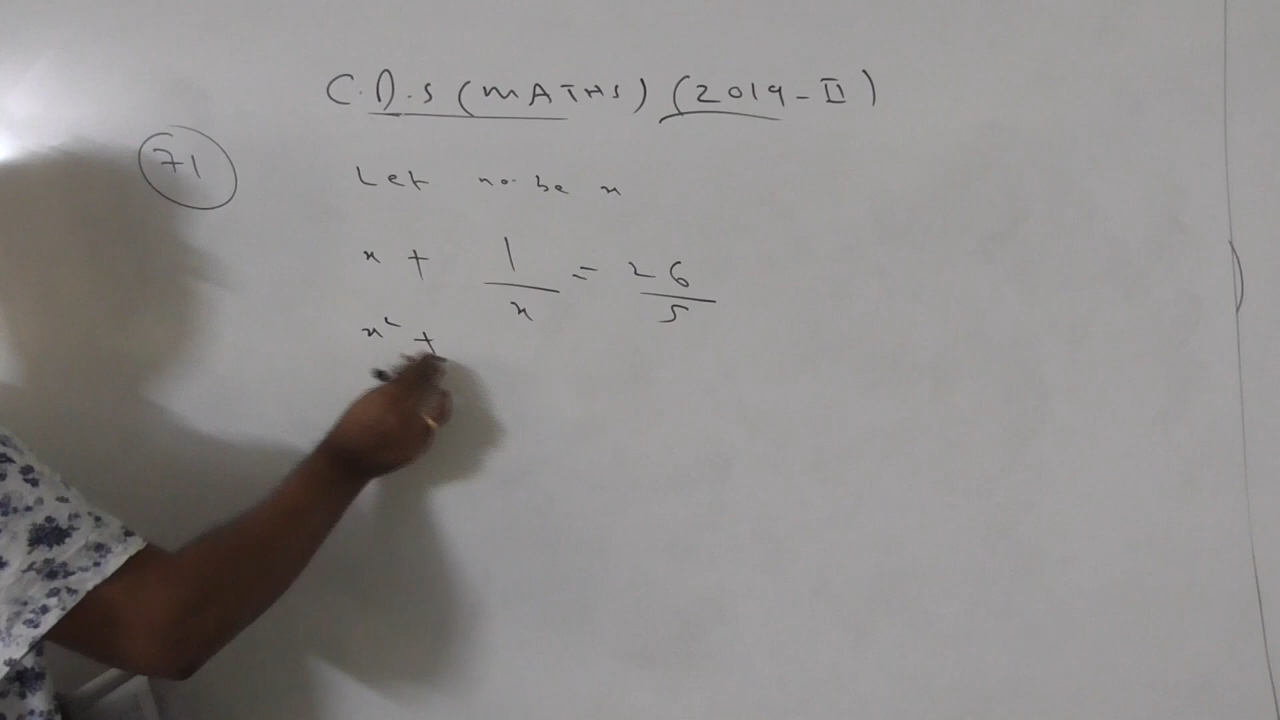 C.D.S (MATHS) (2019-II)
71
Let no. be x
x + 1/x = 26/5
x² +